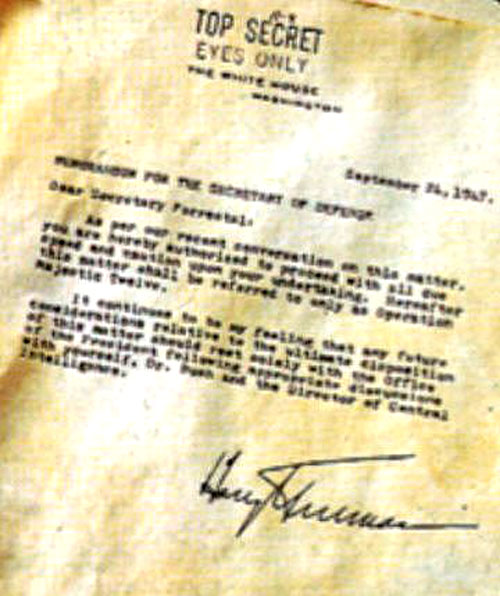 TOP SECRET
EYES ONLY
THE WHITE HOUSE
WASHINGTON
September 24, 1947.
MEMORANDUM FOR THE SECRETARY OF DEFENSE
Dear Secretary Forrestal:
As per our recent conversation on this matter,
you are hereby authorized to proceed with all due
speed and caution upon your undertaking. Hereafter
this matter shall be referred to only as Operation
Majestic Twelve.
It continues to be my feeling that any future
considerations relative to the ultimate disposition
of this matter should rest solely with the Office
of the President following appropriate discussions
with yourself, Dr. Bush and the Director of Central
Intelligence.
Harry Truman